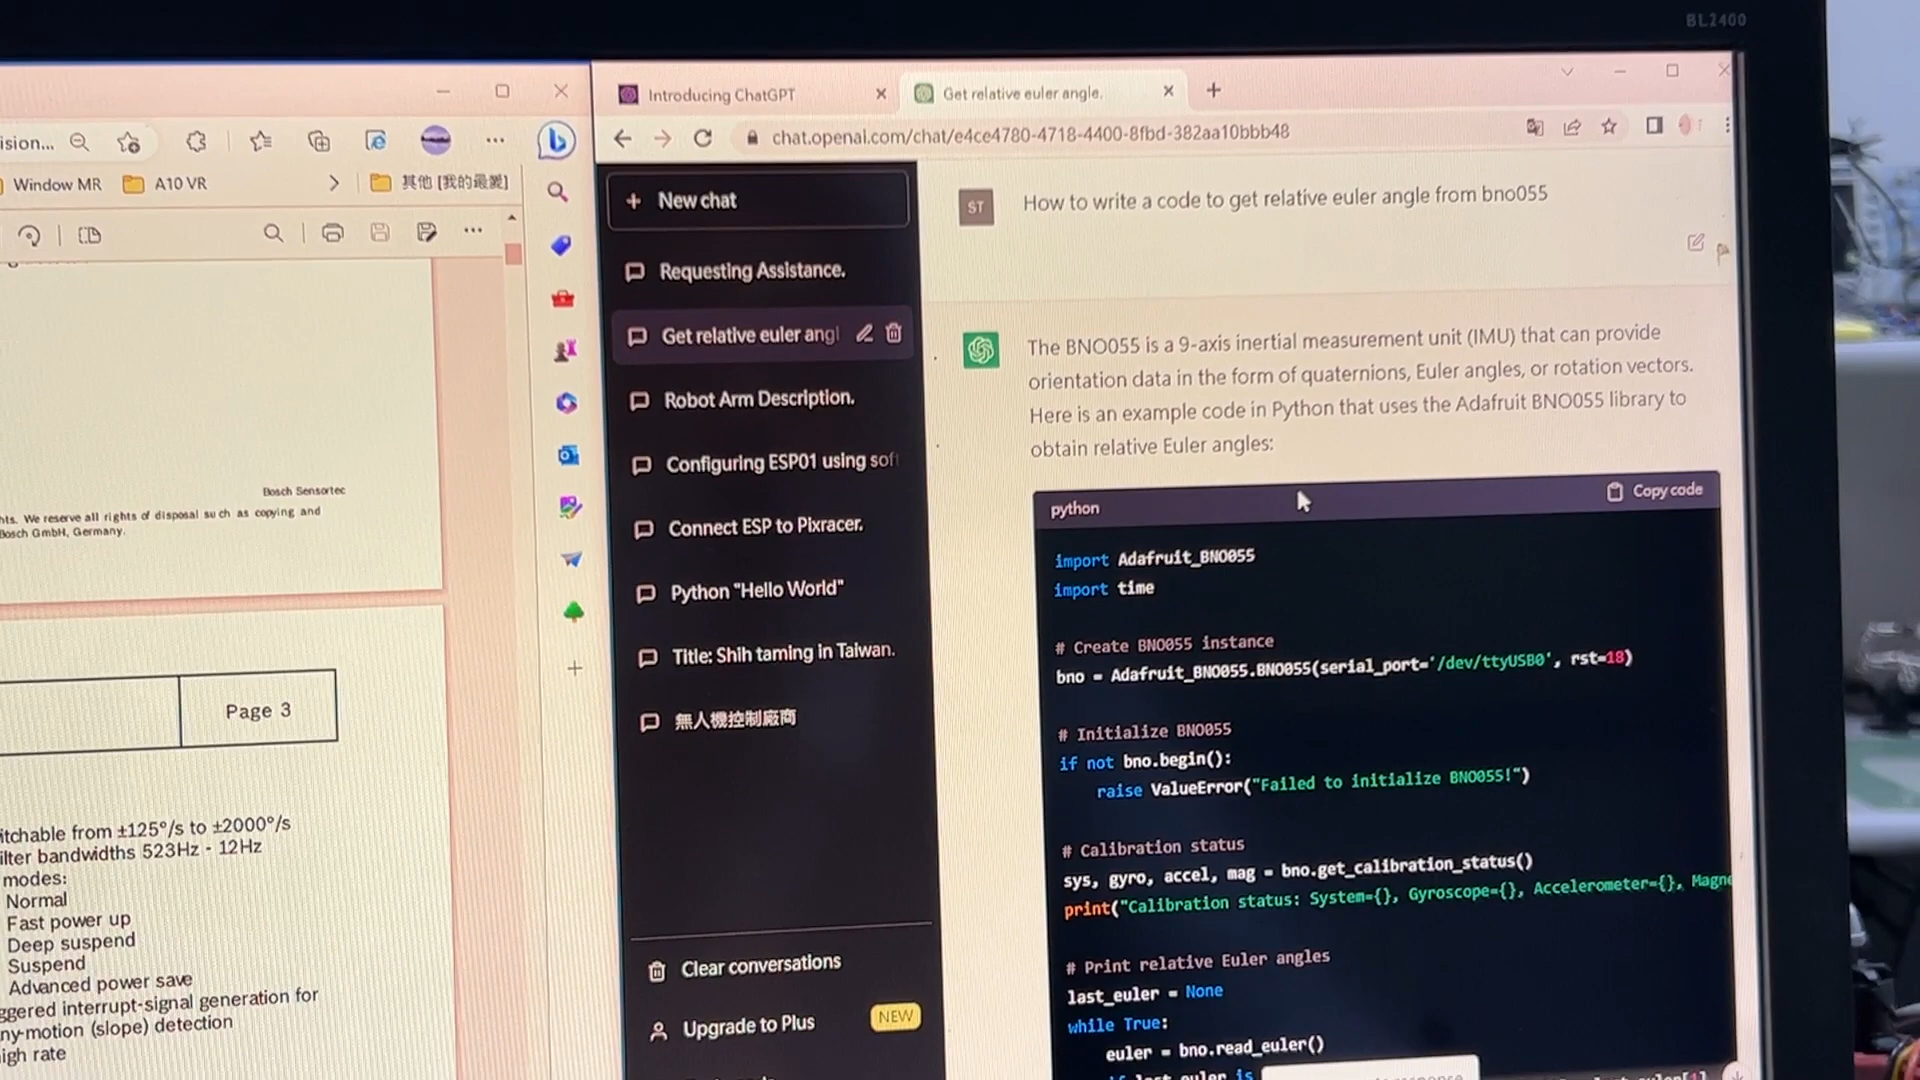 BL2400
Introducing ChatGPT
Get relative euler angle.
chat.openai.com/chat/e4ce4780-4718-4400-8fbd-382aa10bbb48
ision...
Window MR
A10 VR
其他 [我的最愛]
Bosch Sensortec
hts. We reserve all rights of disposal such as copying and
Bosch GmbH, Germany.
Page 3
itchable from ±125°/s to ±2000°/s
ilter bandwidths 523Hz - 12Hz
modes:
Normal
Fast power up
Deep suspend
Suspend
Advanced power save
ggered interrupt-signal generation for
ny-motion (slope) detection
igh rate
+ New chat
Requesting Assistance.
Get relative euler angl
Robot Arm Description.
Configuring ESP01 using soft
Connect ESP to Pixracer.
Python "Hello World"
Title: Shih taming in Taiwan.
無人機控制廠商
Clear conversations
Upgrade to Plus
NEW
ST
How to write a code to get relative euler angle from bno055
The BNO055 is a 9-axis inertial measurement unit (IMU) that can provide
orientation data in the form of quaternions, Euler angles, or rotation vectors.
Here is an example code in Python that uses the Adafruit BNO055 library to
obtain relative Euler angles:
python
Copy code
import Adafruit_BNO055
import time
# Create BNO055 instance
bno = Adafruit_BNO055.BNO055(serial_port='/dev/ttyUSB0', rst=18)
# Initialize BNO055
if not bno.begin():
raise ValueError("Failed to initialize BNO055!")
# Calibration status
sys, gyro, accel, mag = bno.get_calibration_status()
print("Calibration status: System={}, Gyroscope={}, Accelerometer={}, Magne
# Print relative Euler angles
last_euler = None
while True:
euler = bno.read_euler()
if last_euler is